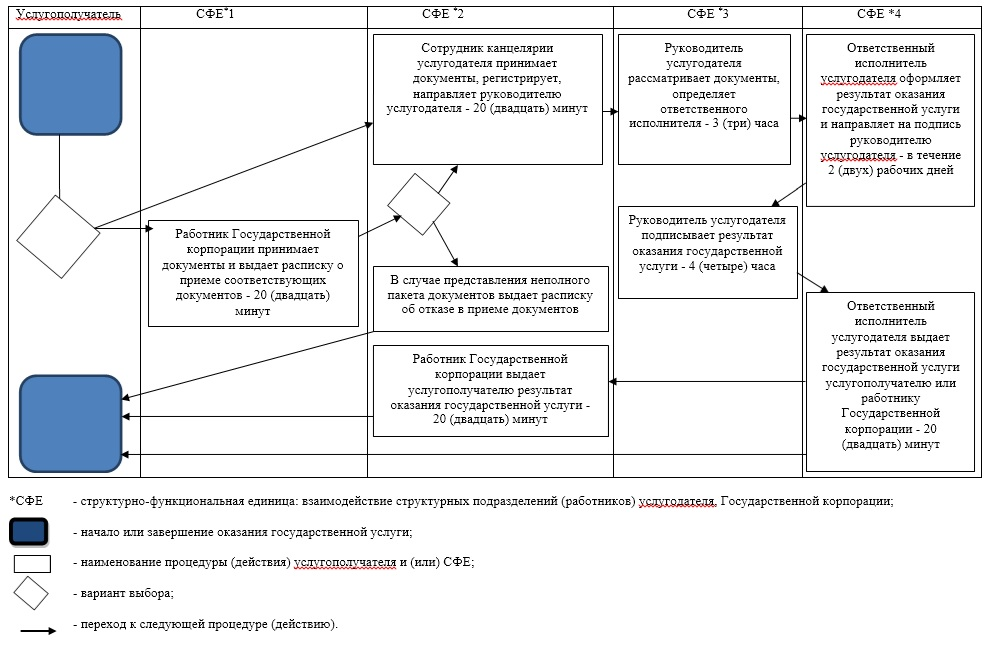 Услугополучатель
СФЕ*1
СФЕ *2
СФЕ *3
СФЕ *4
Сотрудник канцелярии
услугодателя принимает
документы, регистрирует,
направляет руководителю
услугодателя - 20 (двадцать) минут
Руководитель
услугодателя
рассматривает документы,
определяет
ответственного
исполнителя - 3 (три) часа
Ответственный
исполнитель
услугодателя оформляет
результат оказания
государственной услуги
и направляет на подпись
руководителю
услугодателя - в течение
2 (двух) рабочих дней
Работник Государственной
корпорации принимает
документы и выдает расписку о
приеме соответствующих
документов - 20 (двадцать)
минут
Руководитель услугодателя
подписывает результат
оказания государственной
услуги - 4 (четыре) часа
В случае представления неполного
пакета документов выдает расписку
об отказе в приеме документов
Ответственный
исполнитель
услугодателя выдает
результат оказания
государственной услуги
услугополучателю или
работнику
Государственной
корпорации - 20
(двадцать) минут
Работник Государственной
корпорации выдает
услугополучателю результат
оказания государственной услуги -
20 (двадцать) минут
*СФЕ - структурно-функциональная единица: взаимодействие структурных подразделений (работников) услугодателя, Государственной корпорации;
- начало или завершение оказания государственной услуги;
- наименование процедуры (действия) услугополучателя и (или) СФЕ;
- вариант выбора;
- переход к следующей процедуре (действию).